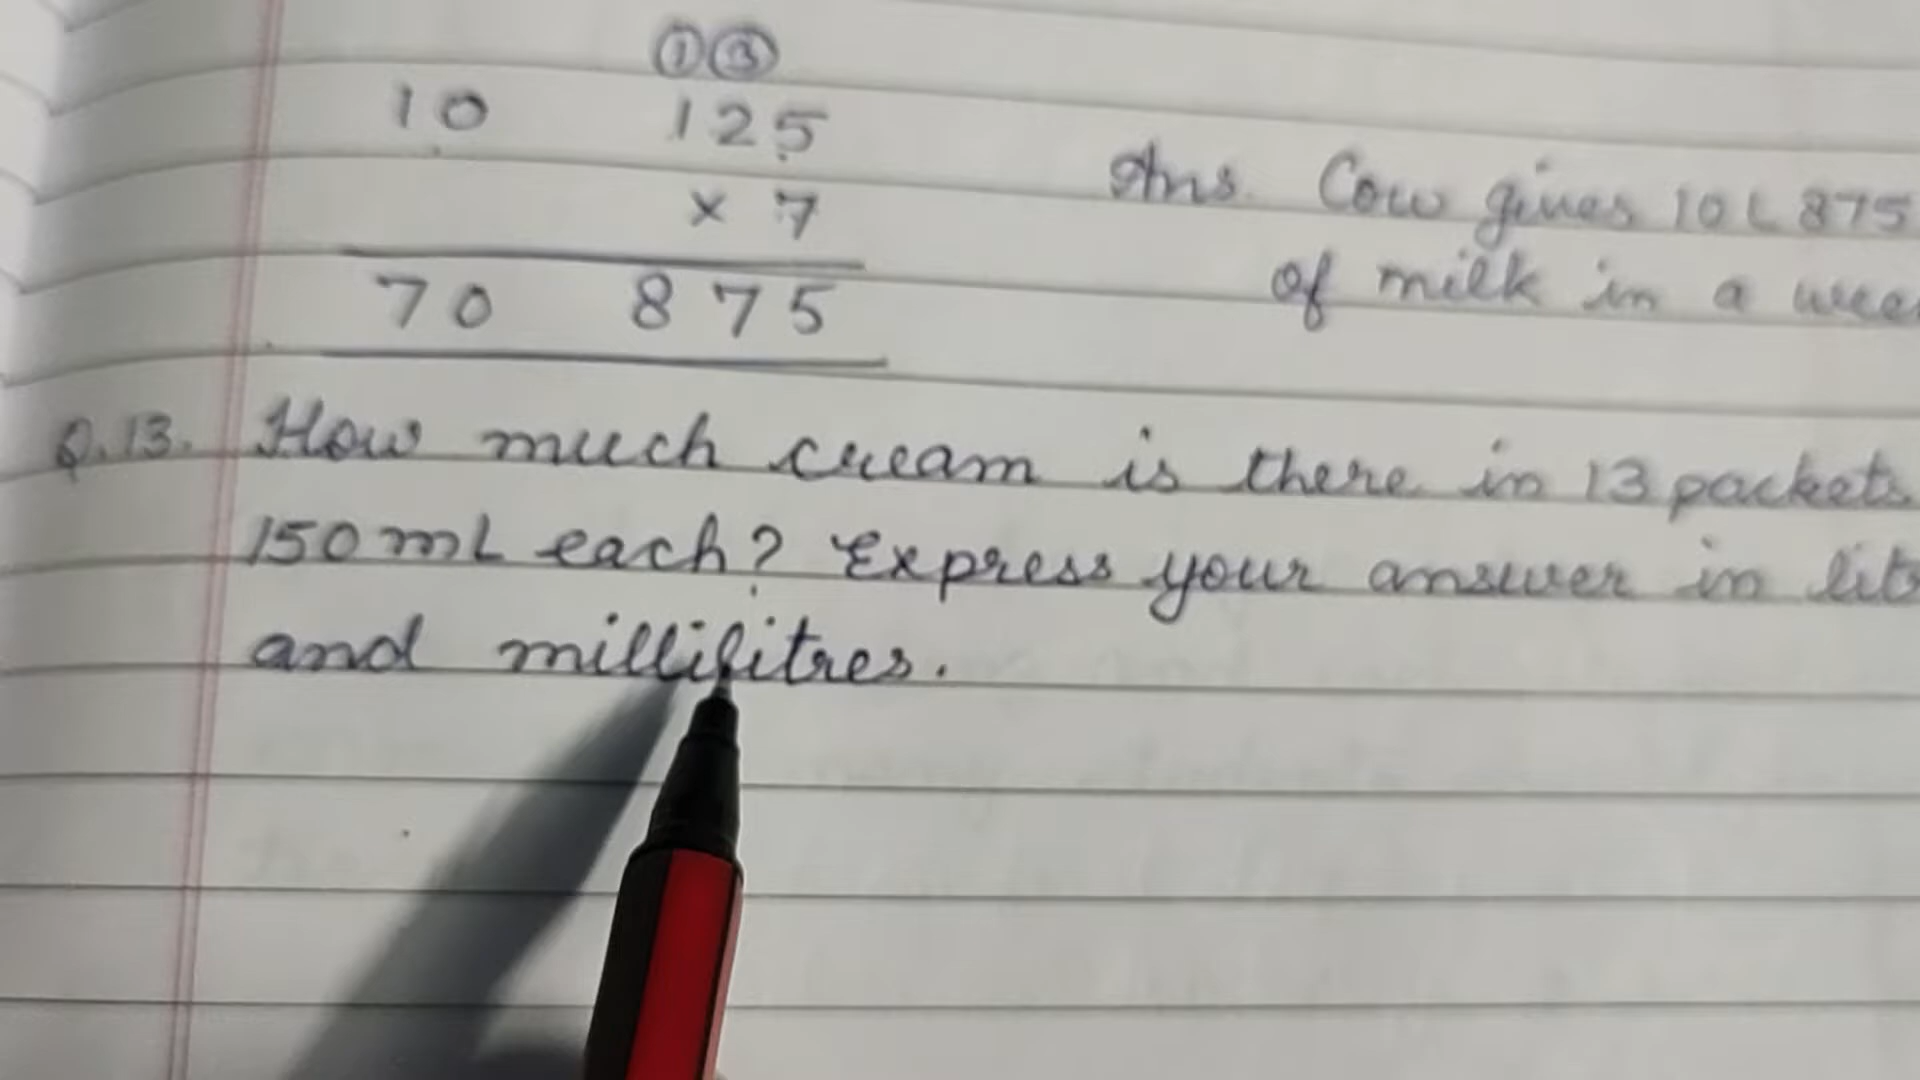 ① ③
10 125
× 7
70 875
Ans. Cow gives 10 L 875
of milk in a
Q.13. How much cream is there in 13 packets
150 mL each? Express your answer in
and millilitres.